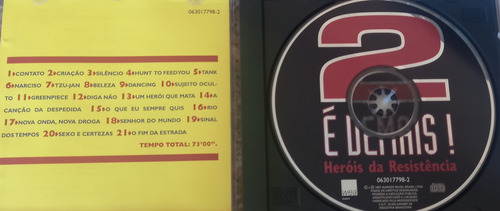 063017798-2
1•CONTATO 2•CRIAÇÃO 3•SILÊNCIO 4•HUNT TO FEED YOU 5•TANK
6•NARCISO 7•TZU-JAN 8•BELEZA 9•DANCING 10•SUJEITO OCUL-
TO 11•GREENPIECE 12•DIGA NÃO 13•UM HERÓI QUE MATA 14•A
CANÇÃO DA DESPEDIDA 15•O QUE EU SEMPRE QUIS 16•RIO
17•NOVA ONDA, NOVA DROGA 18•SENHOR DO MUNDO 19•SINAL
DOS TEMPOS 20•SEXO E CERTEZAS 21•O FIM DA ESTRADA
TEMPO TOTAL: 73'00".
2
É DEMAIS!
Heróis da Resistência
063017798-2